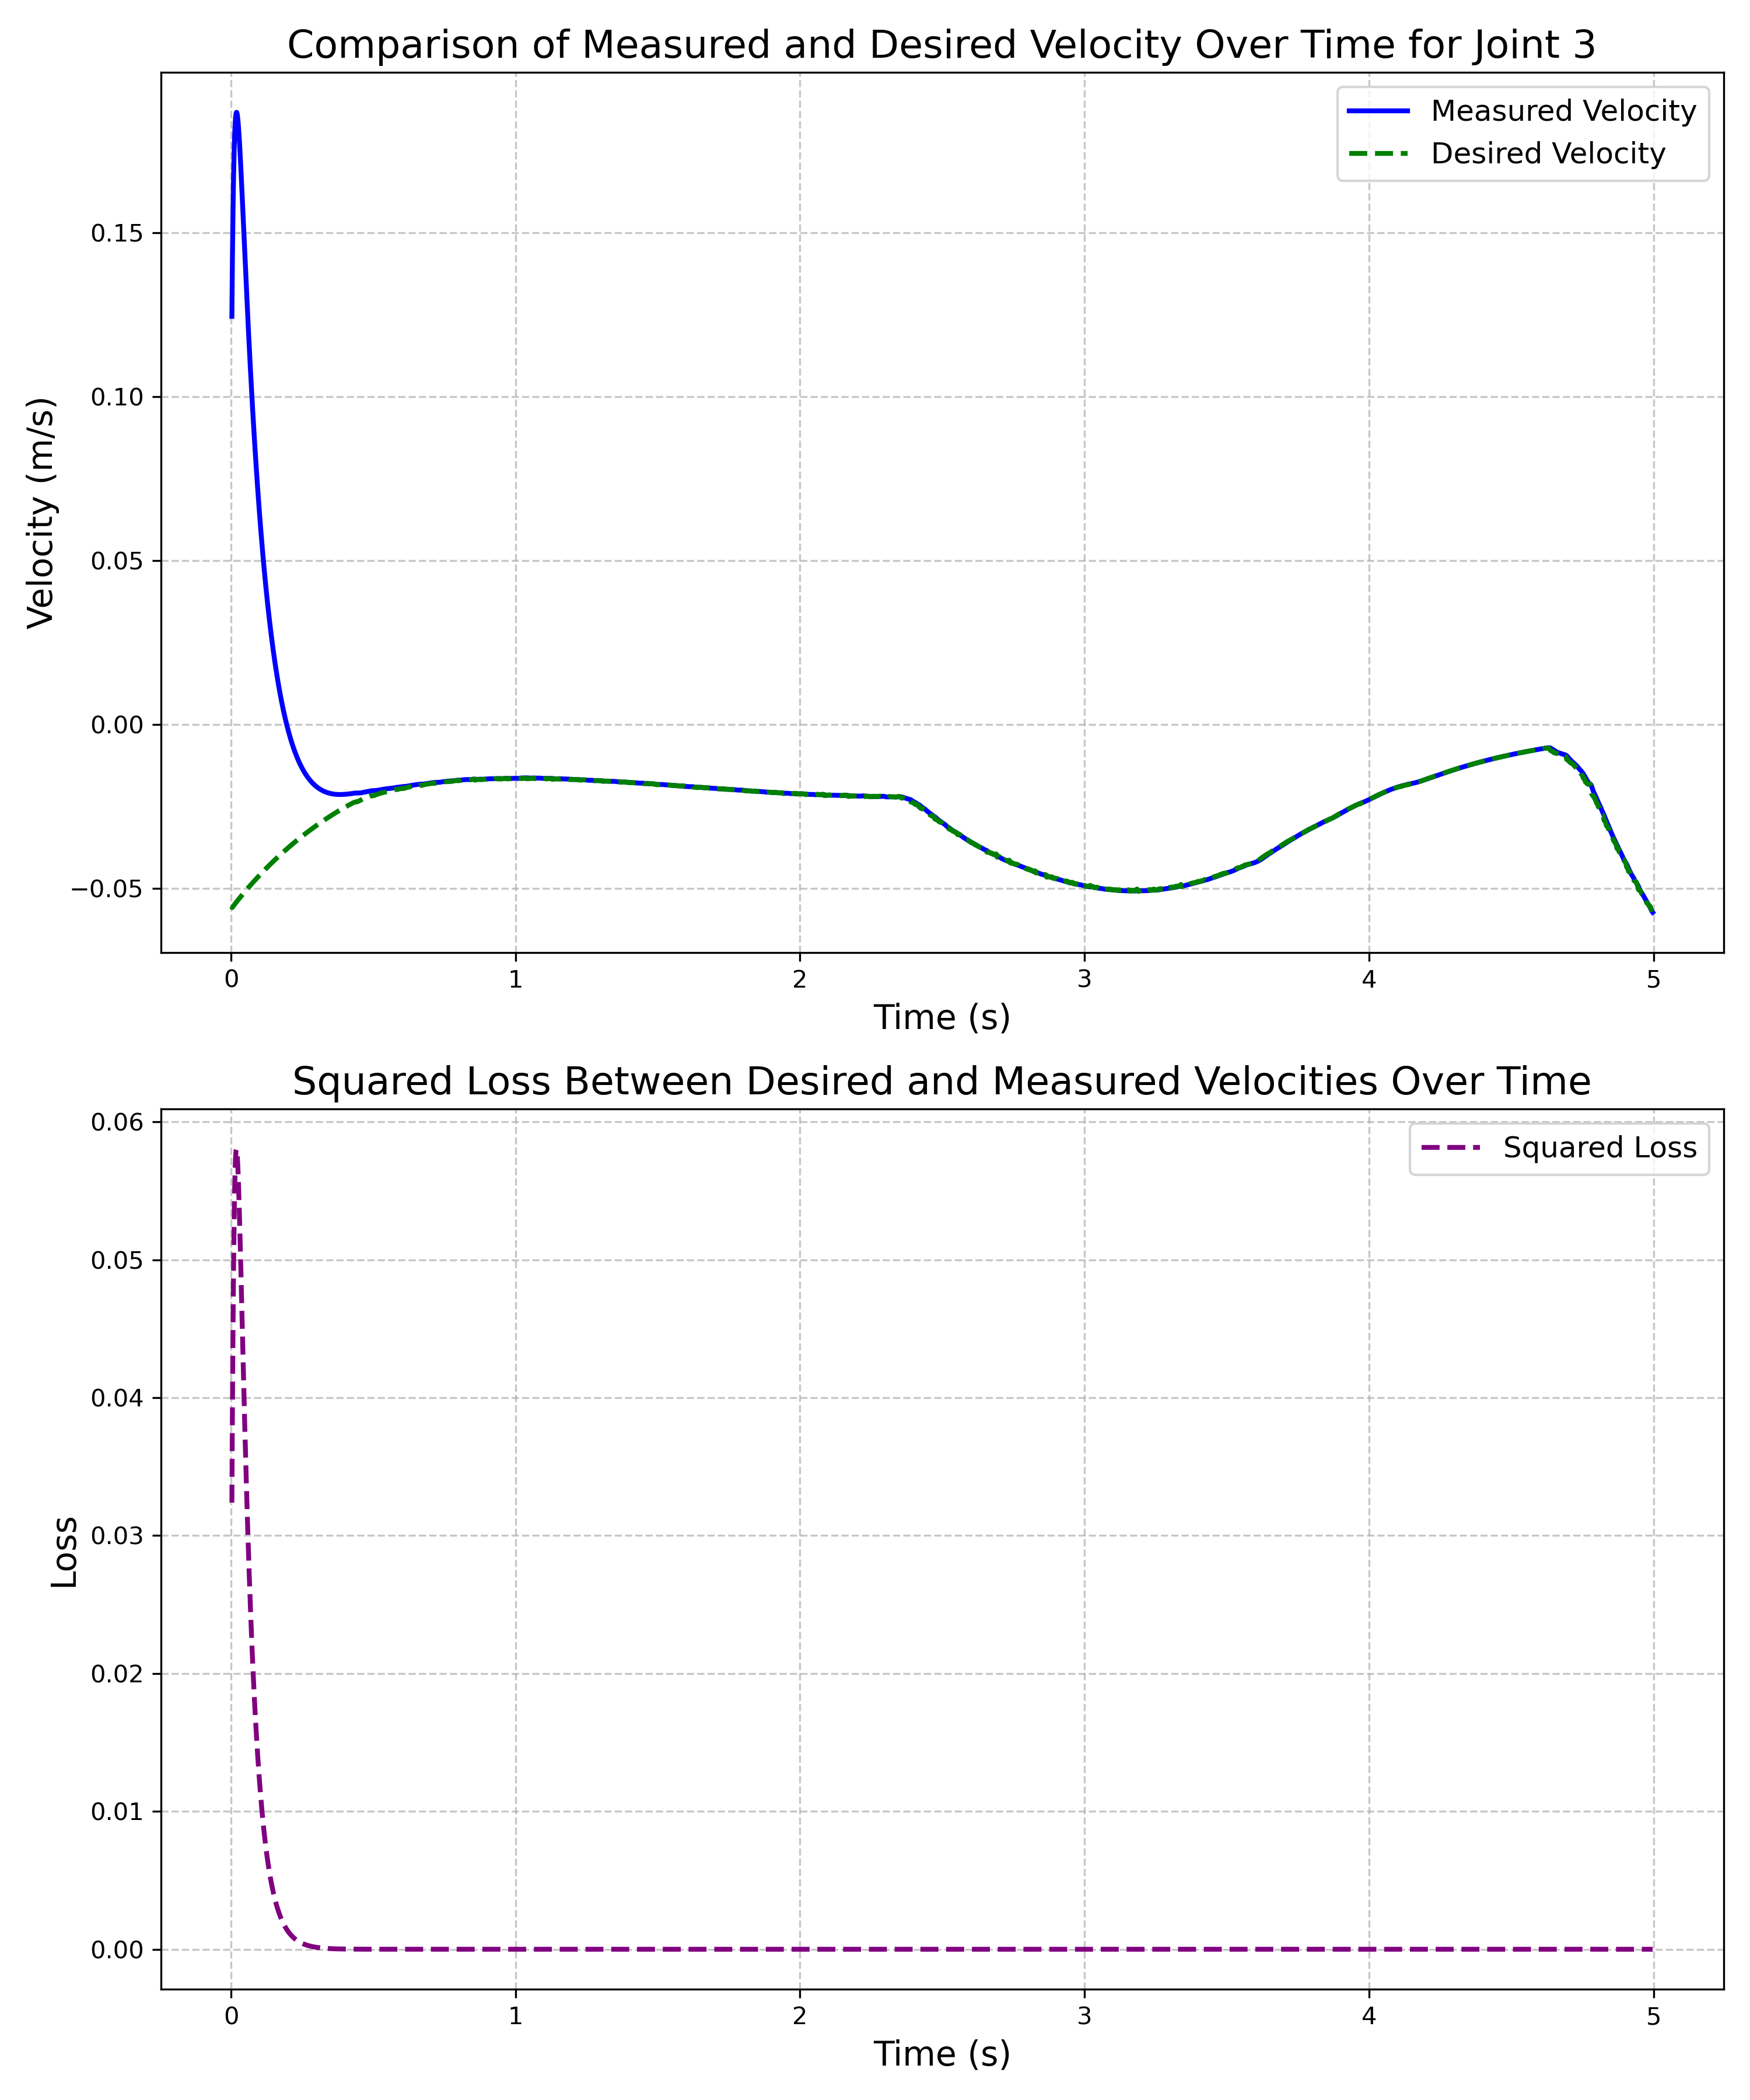 Comparison of Measured and Desired Velocity Over Time for Joint 3
Measured Velocity
Desired Velocity
Velocity (m/s)
0.15
0.10
0.05
0.00
−0.05
0 1 2 3 4 5
Time (s)
Squared Loss Between Desired and Measured Velocities Over Time
Squared Loss
Loss
0.06
0.05
0.04
0.03
0.02
0.01
0.00
0 1 2 3 4 5
Time (s)